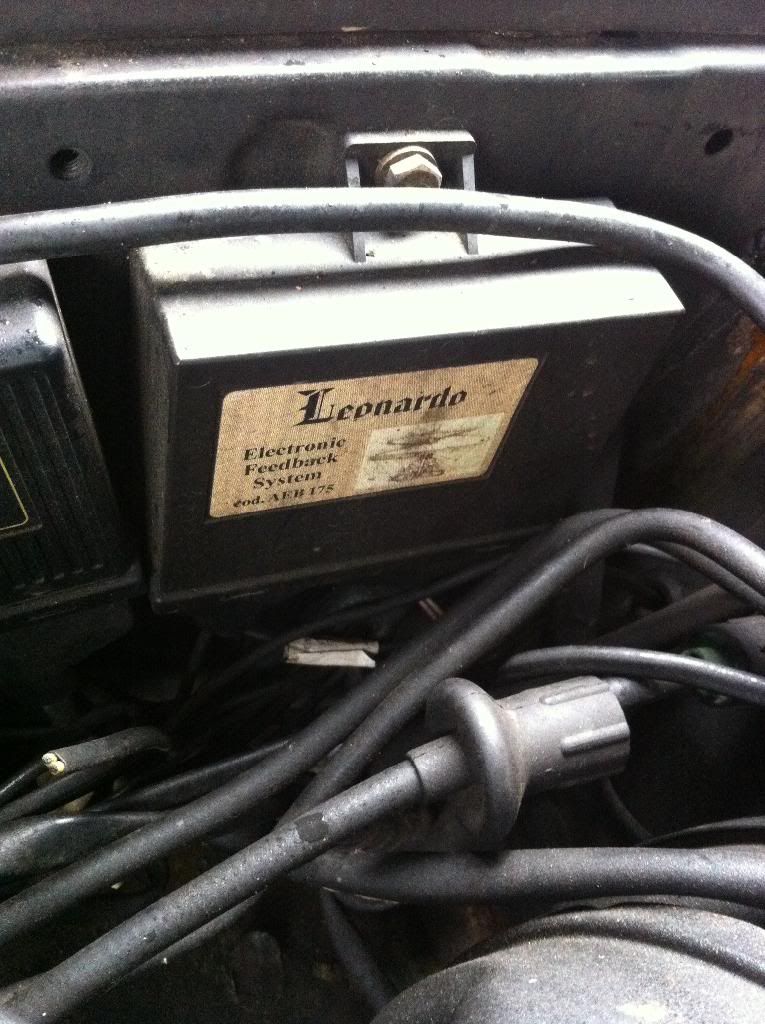 Leonardo
Electronic
Feedback
System
cod. AEB 175